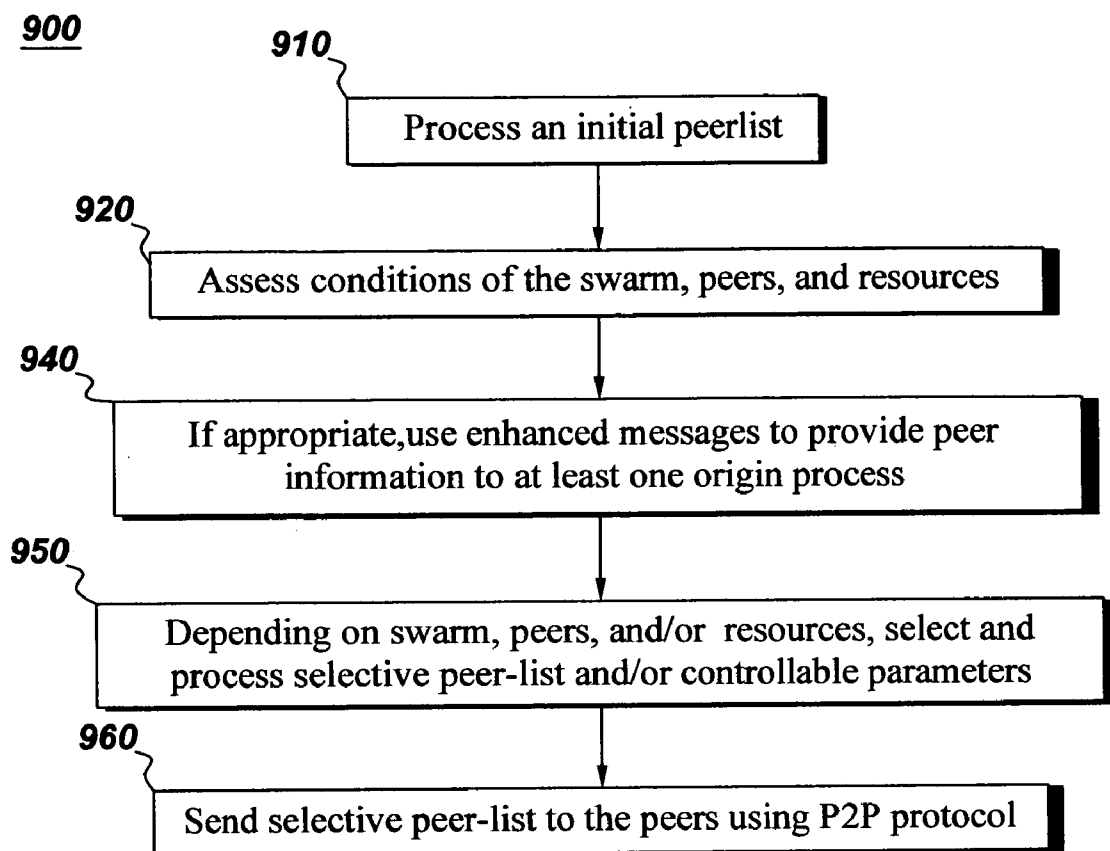 900
910
Process an initial peerlist
920
Assess conditions of the swarm, peers, and resources
940
If appropriate,use enhanced messages to provide peer
information to at least one origin process
950
Depending on swarm, peers, and/or resources, select and
process selective peer-list and/or controllable parameters
960
Send selective peer-list to the peers using P2P protocol